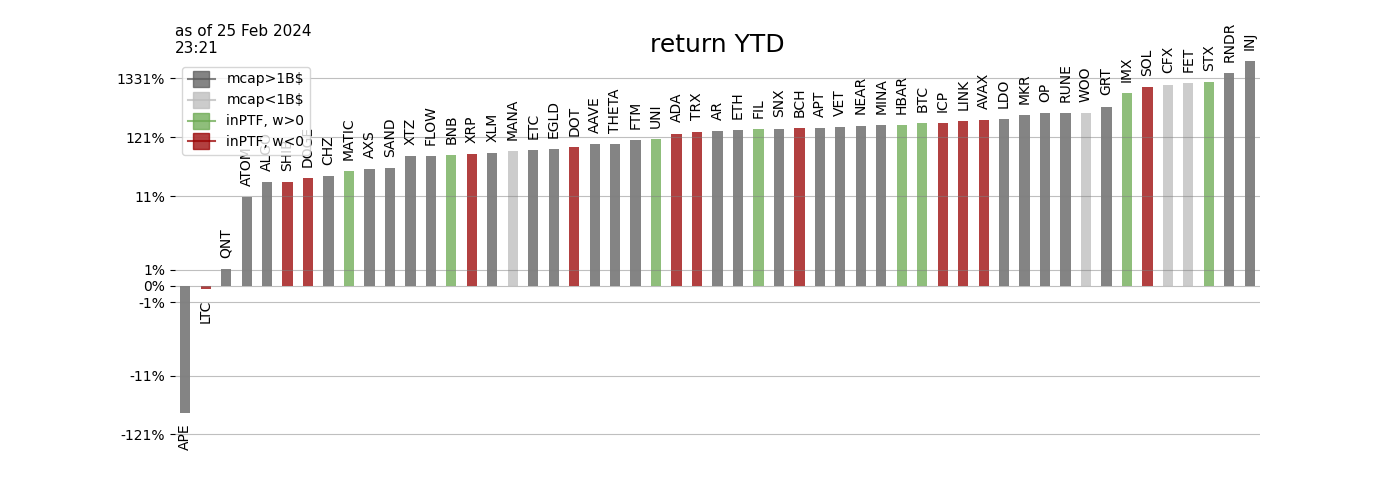 as of 25 Feb 2024
23:21
return YTD
mcap>1B$
mcap<1B$
inPTF, w>0
inPTF, w<0
1331%
121%
11%
1%
0%
-1%
-11%
-121%
APE
LTC
QNT
ATOM
ALGO
SHIB
DOGE
CHZ
MATIC
AXS
SAND
XTZ
FLOW
BNB
XRP
XLM
MANA
ETC
EGLD
DOT
AAVE
THETA
FTM
UNI
ADA
TRX
AR
ETH
FIL
SNX
BCH
APT
VET
NEAR
MINA
HBAR
BTC
ICP
LINK
AVAX
LDO
MKR
OP
RUNE
WOO
GRT
IMX
SOL
CFX
FET
STX
RNDR
INJ